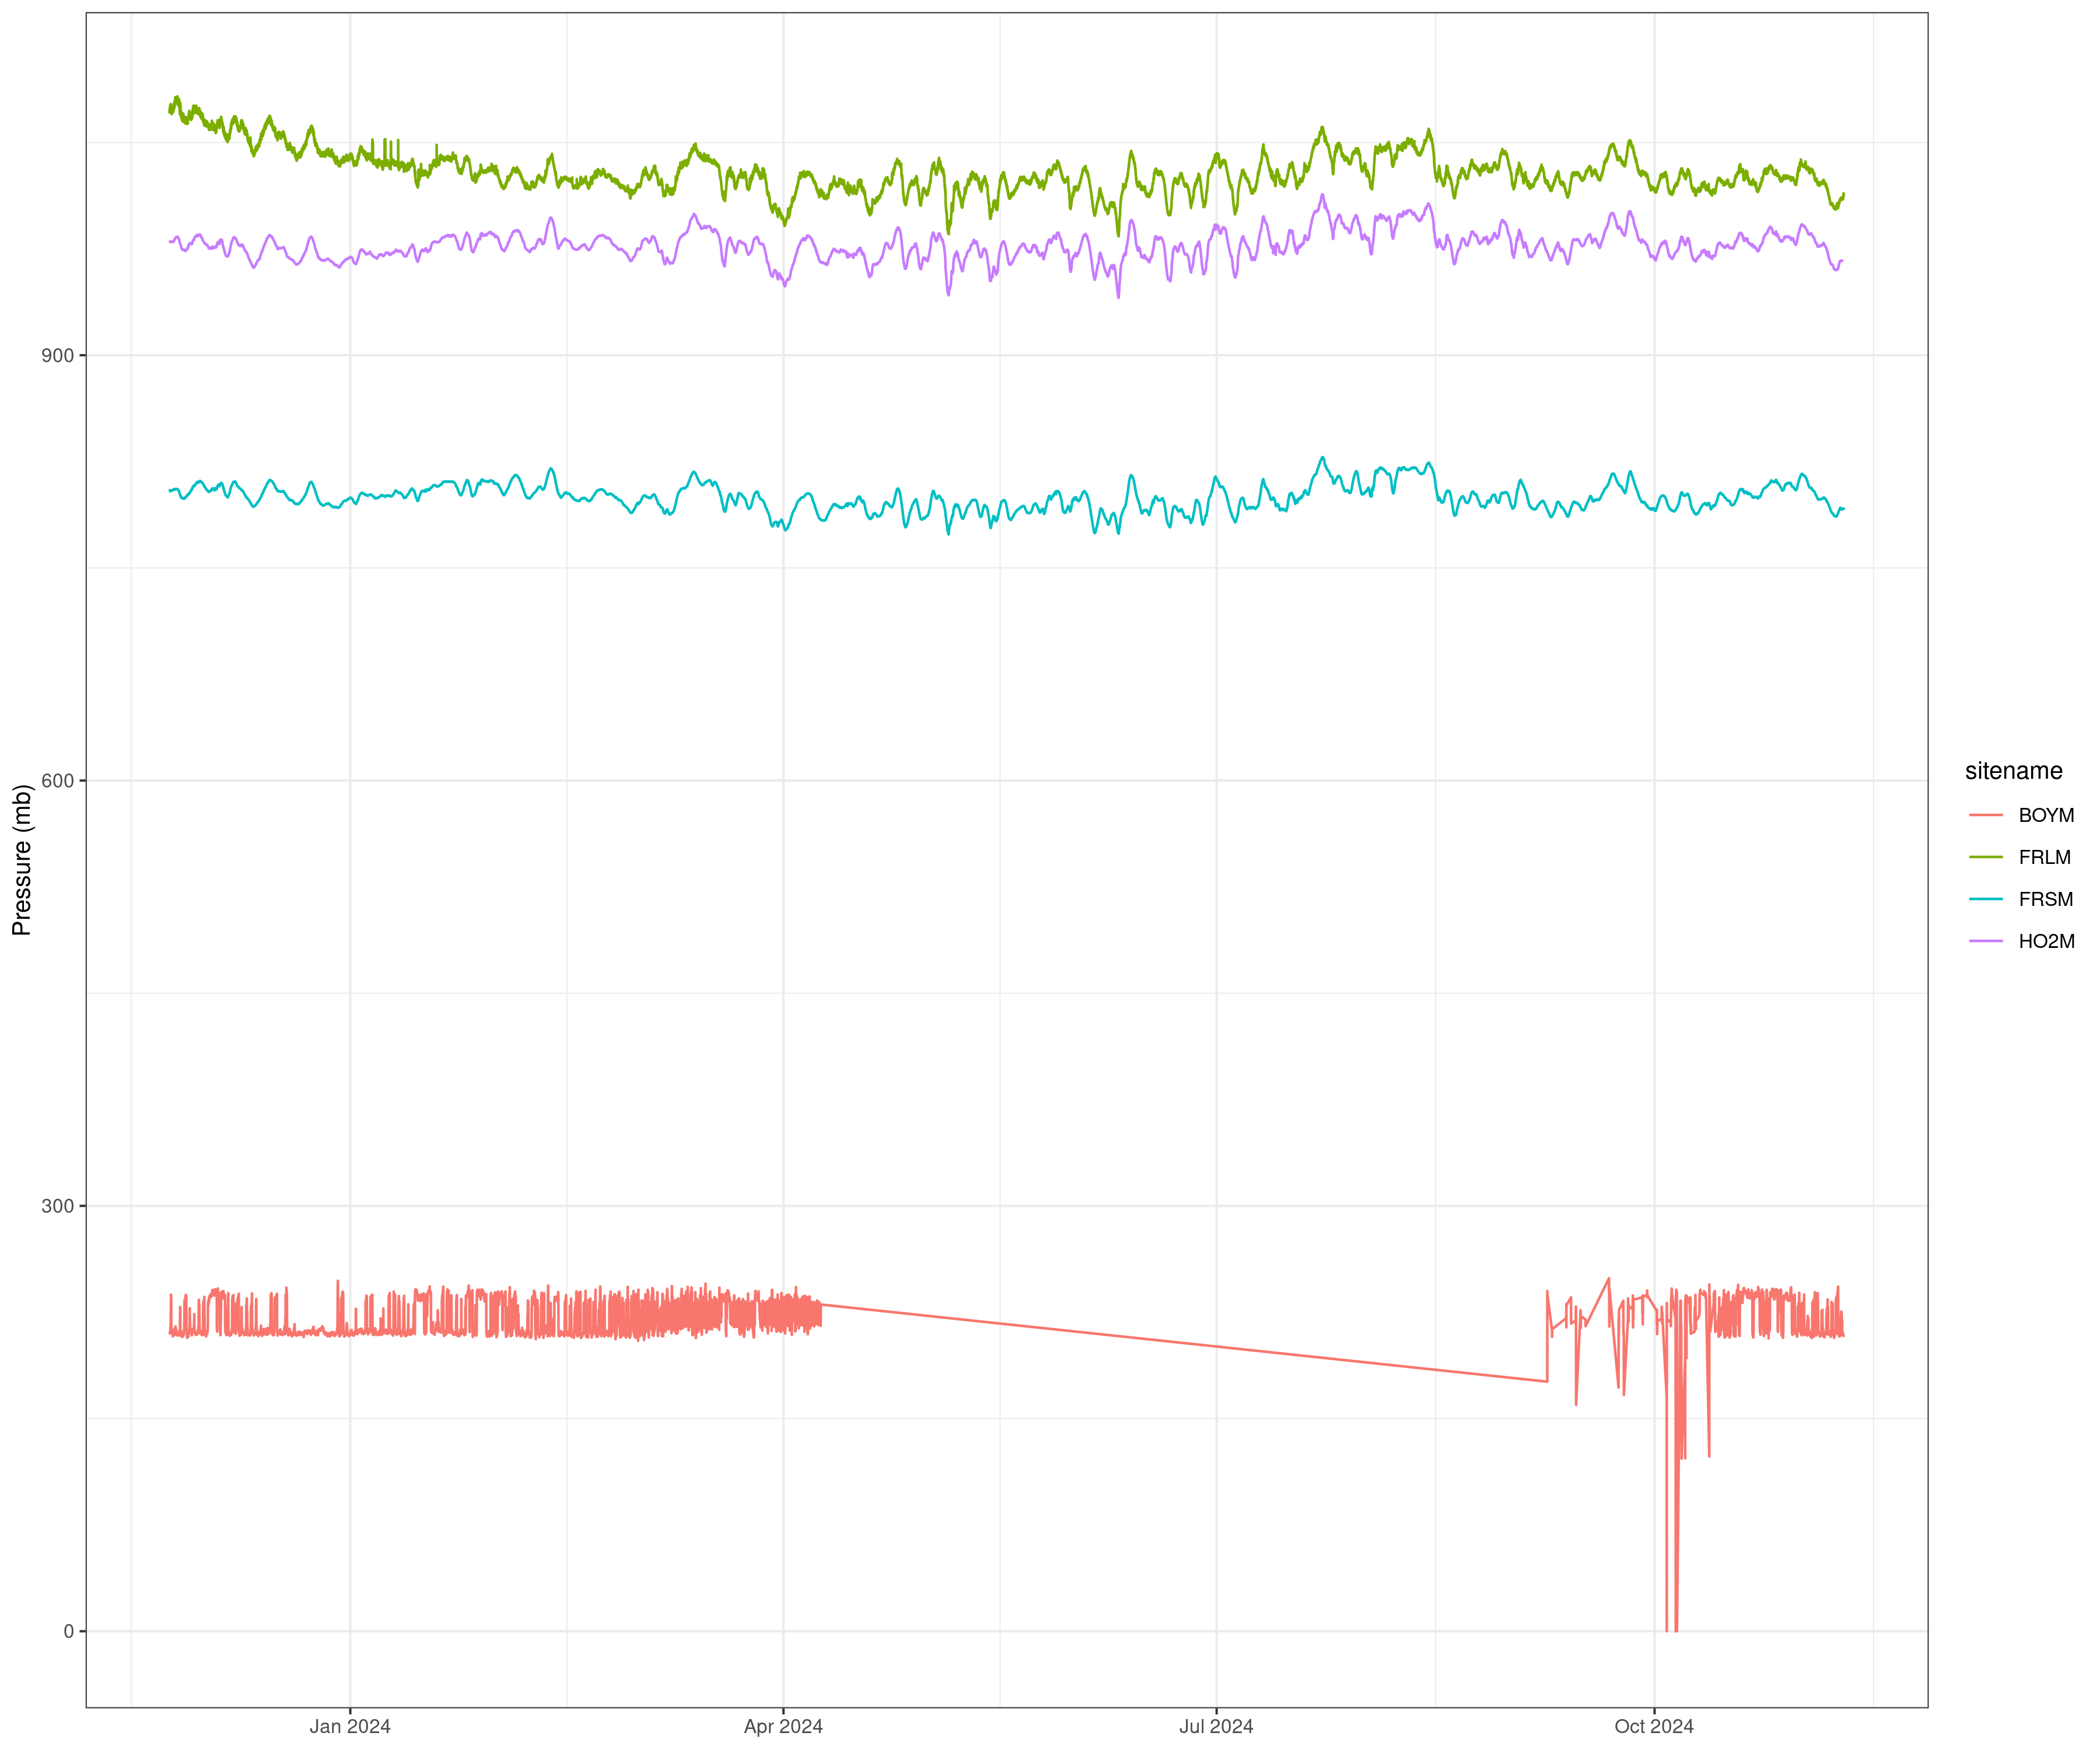 Pressure (mb)
900
600
300
0
Jan 2024
Apr 2024
Jul 2024
Oct 2024
sitename
BOYM
FRLM
FRSM
HO2M